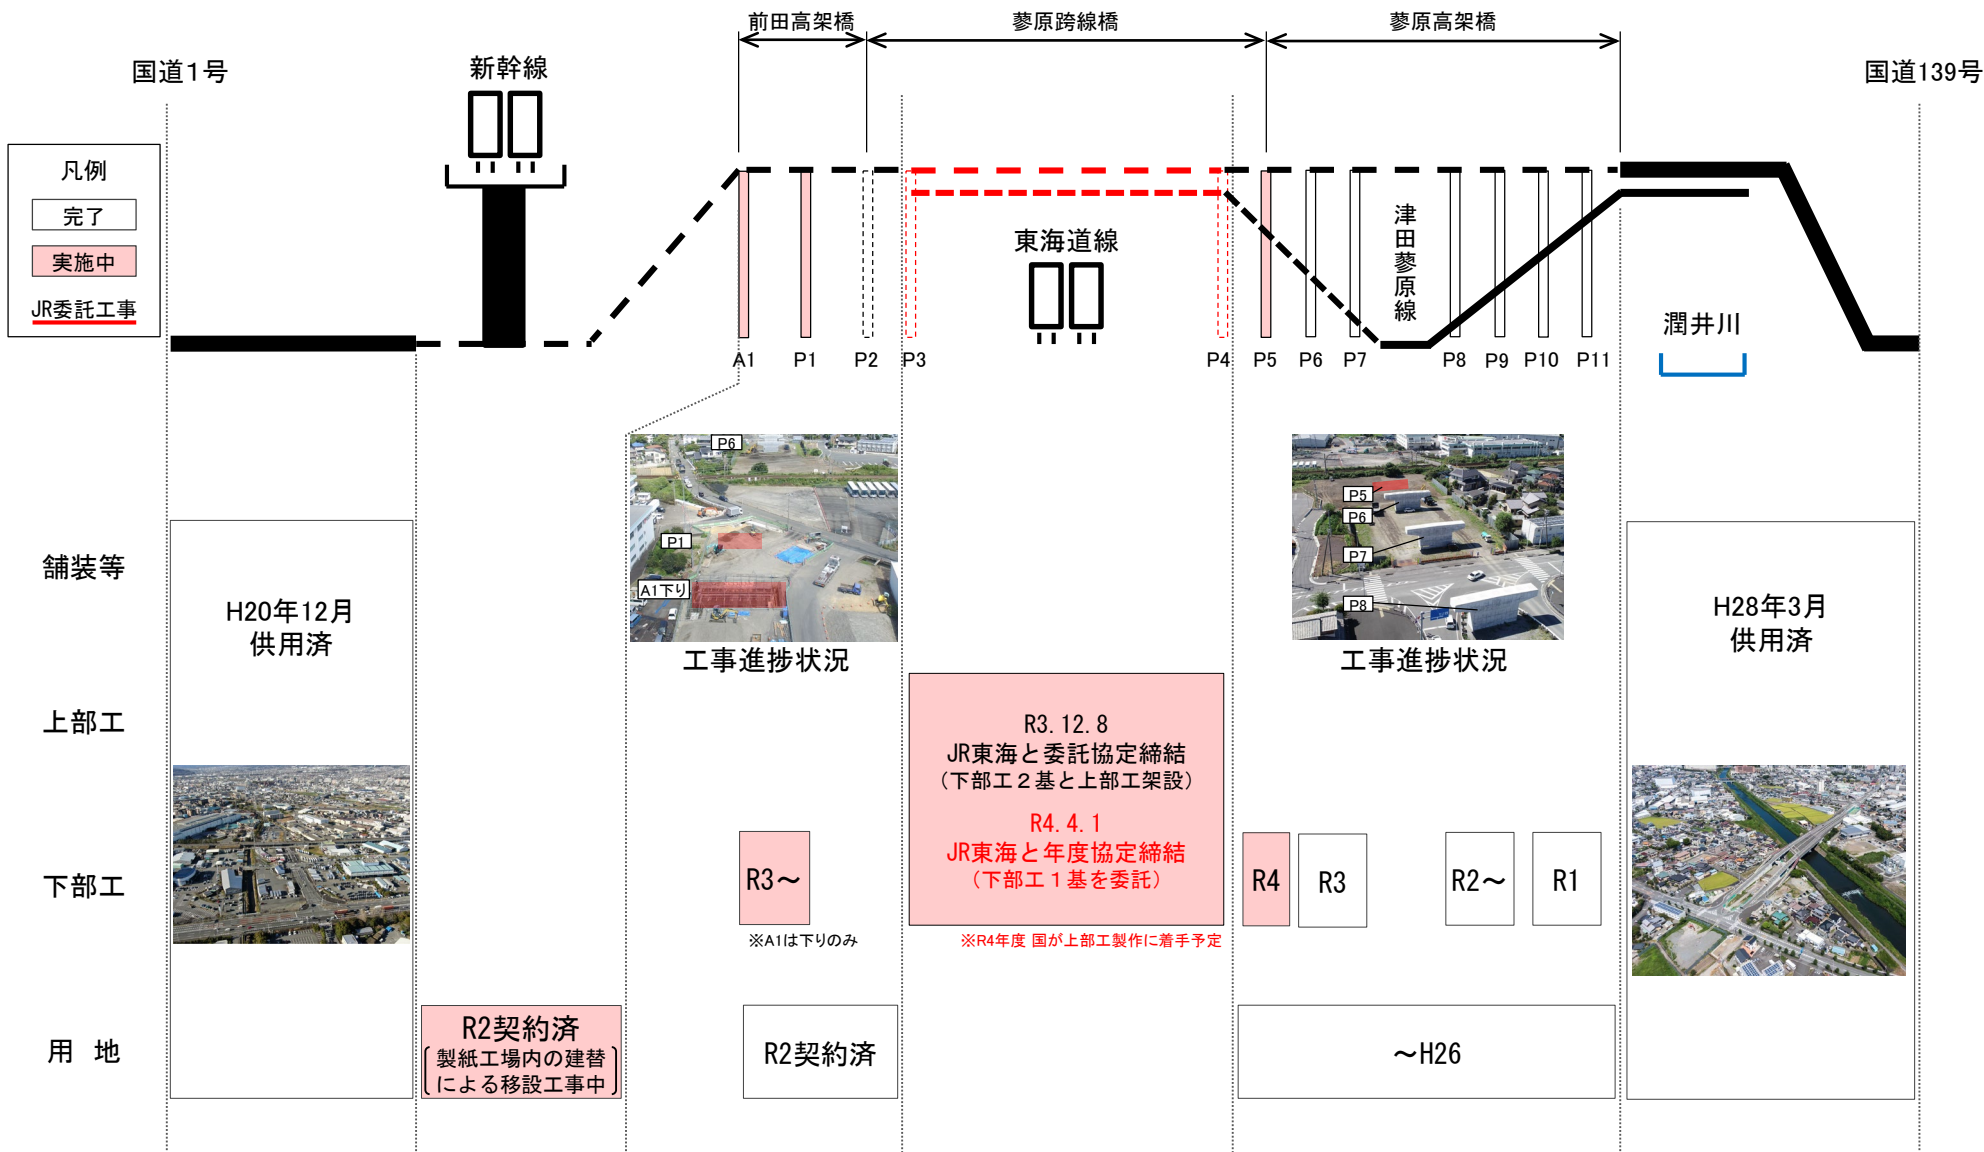 前田高架橋
蓼原跨線橋
蓼原高架橋
国道1号
新幹線
国道139号
凡例
完了
実施中
JR委託工事
東海道線
津田蓼原線
潤井川
A1
P1
P2
P3
P4
P5
P6
P7
P8
P9
P10
P11
P6
P1
A1下り
工事進捗状況
P5
P6
P7
P8
工事進捗状況
舗装等
上部工
下部工
用 地
H20年12月
供用済
H28年3月
供用済
R3.12.8
JR東海と委託協定締結
(下部工2基と上部工架設)
R4.4.1
JR東海と年度協定締結
(下部工1基を委託)
※R4年度 国が上部工製作に着手予定
R3～
※A1は下りのみ
R4
R3
R2～
R1
R2契約済
製紙工場内の建替
による移設工事中
R2契約済
～H26